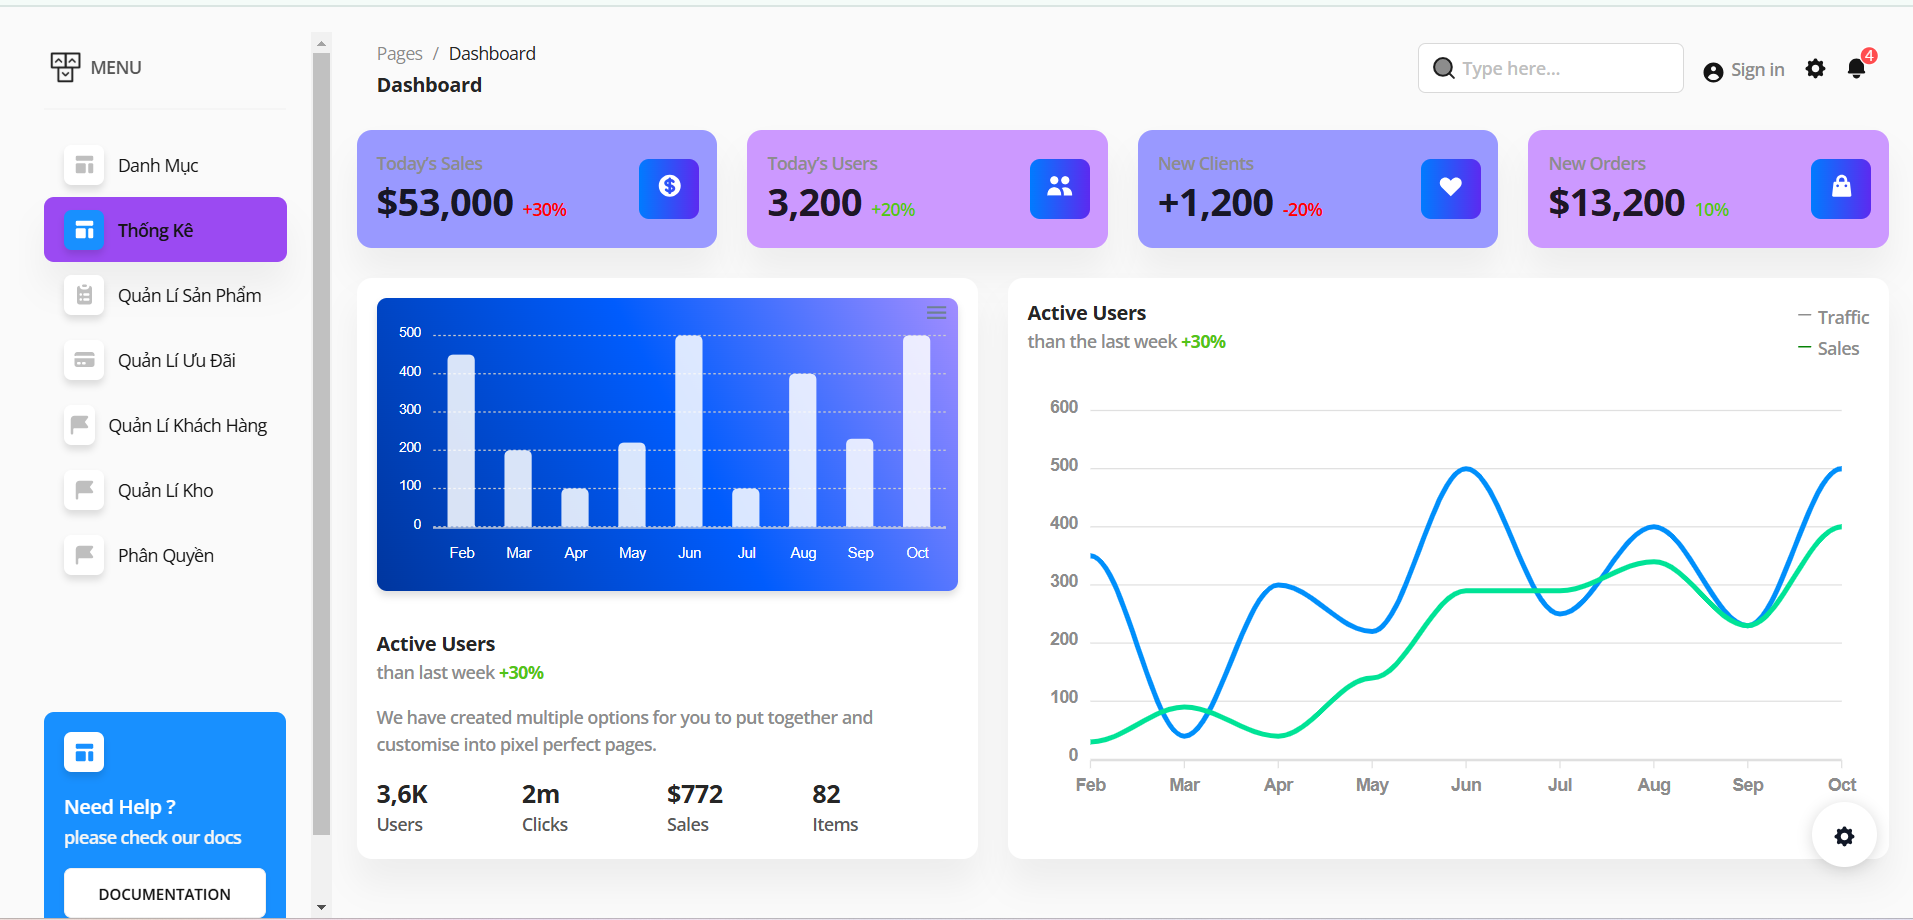 MENU
Danh Mục
Thống Kê
Quản Lí Sản Phẩm
Quản Lí Ưu Đãi
Quản Lí Khách Hàng
Quản Lí Kho
Phân Quyền
Need Help ?
please check our docs
DOCUMENTATION
Pages / Dashboard
Dashboard
Type here...
Sign in
4
Today's Sales
$53,000 +30%
Today's Users
3,200 +20%
New Clients
+1,200 -20%
New Orders
$13,200 10%
500
400
300
200
100
0
Feb Mar Apr May Jun Jul Aug Sep Oct
Active Users
than last week +30%
We have created multiple options for you to put together and
customise into pixel perfect pages.
3,6K
Users
2m
Clicks
$772
Sales
82
Items
Active Users
than the last week +30%
Traffic
Sales
600
500
400
300
200
100
0
Feb Mar Apr May Jun Jul Aug Sep Oct